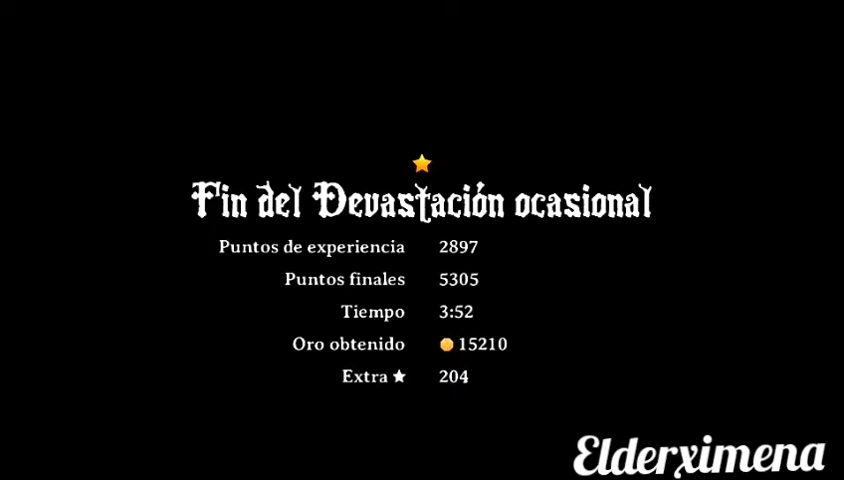 Fin del Devastación ocasional
Puntos de experiencia 2897
Puntos finales 5305
Tiempo 3:52
Oro obtenido 15210
Extra ★ 204
Elderximena